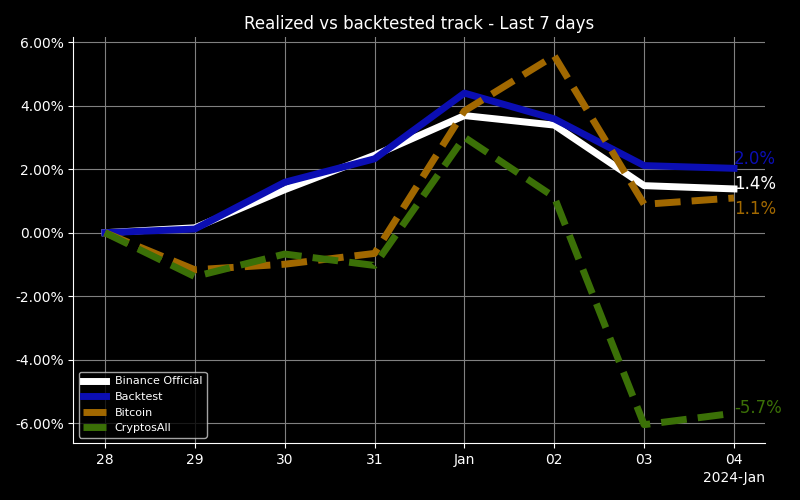 Realized vs backtested track - Last 7 days
6.00%
4.00%
2.00%
0.00%
-2.00%
-4.00%
-6.00%
2.0%
1.4%
1.1%
-5.7%
Binance Official
Backtest
Bitcoin
CryptosAll
28 29 30 31 Jan 02 03 04
2024-Jan